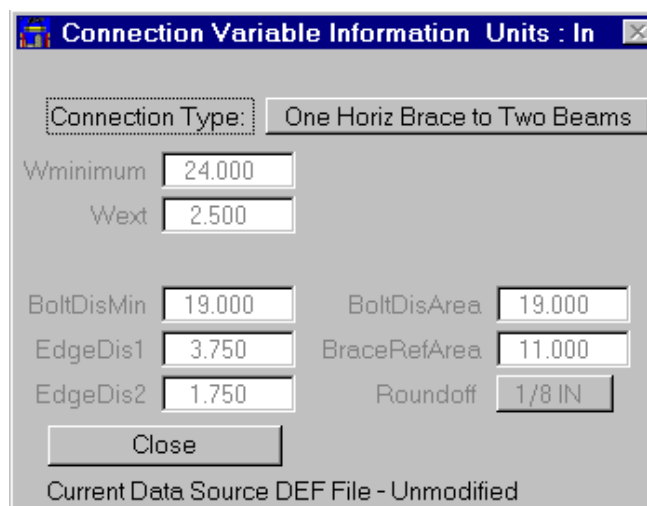 Connection Variable Information Units : In
Connection Type: One Horiz Brace to Two Beams
Wminimum 24.000
Wext 2.500
BoltDisMin 19.000 BoltDisArea 19.000
EdgeDis1 3.750 BraceRefArea 11.000
EdgeDis2 1.750 Roundoff 1/8 IN
Close
Current Data Source DEF File - Unmodified